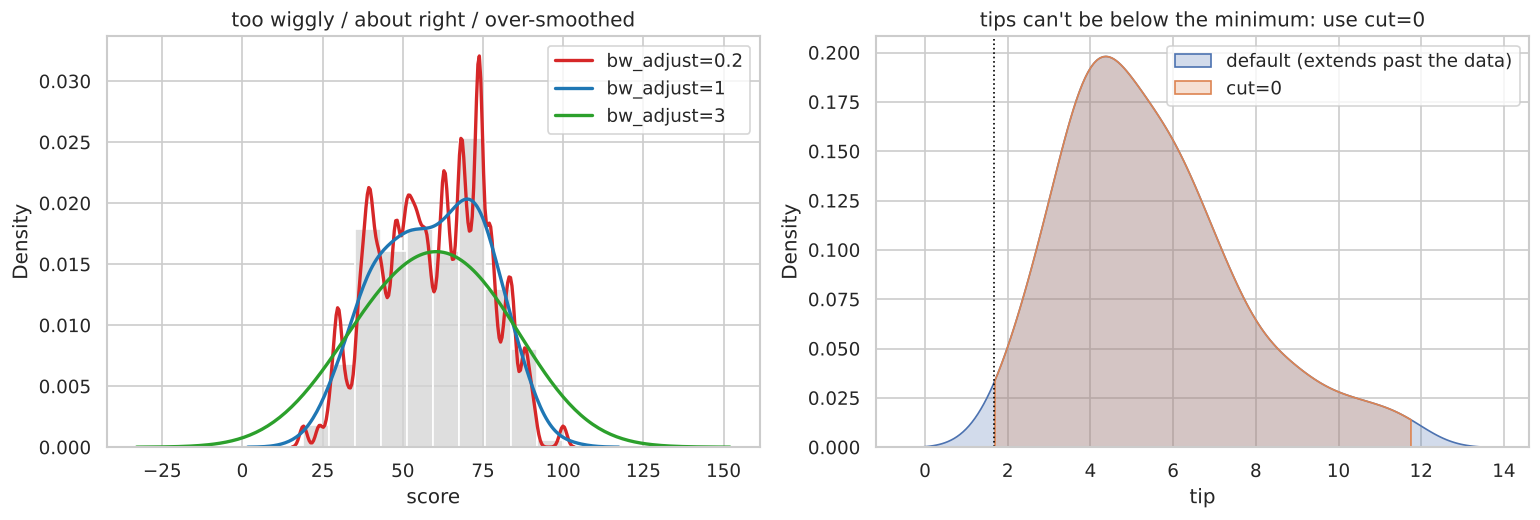 too wiggly / about right / over-smoothed
bw_adjust=0.2
bw_adjust=1
bw_adjust=3
Density
0.030
0.025
0.020
0.015
0.010
0.005
0.000
−25 0 25 50 75 100 125 150
score
tips can't be below the minimum: use cut=0
default (extends past the data)
cut=0
Density
0.200
0.175
0.150
0.125
0.100
0.075
0.050
0.025
0.000
0 2 4 6 8 10 12 14
tip